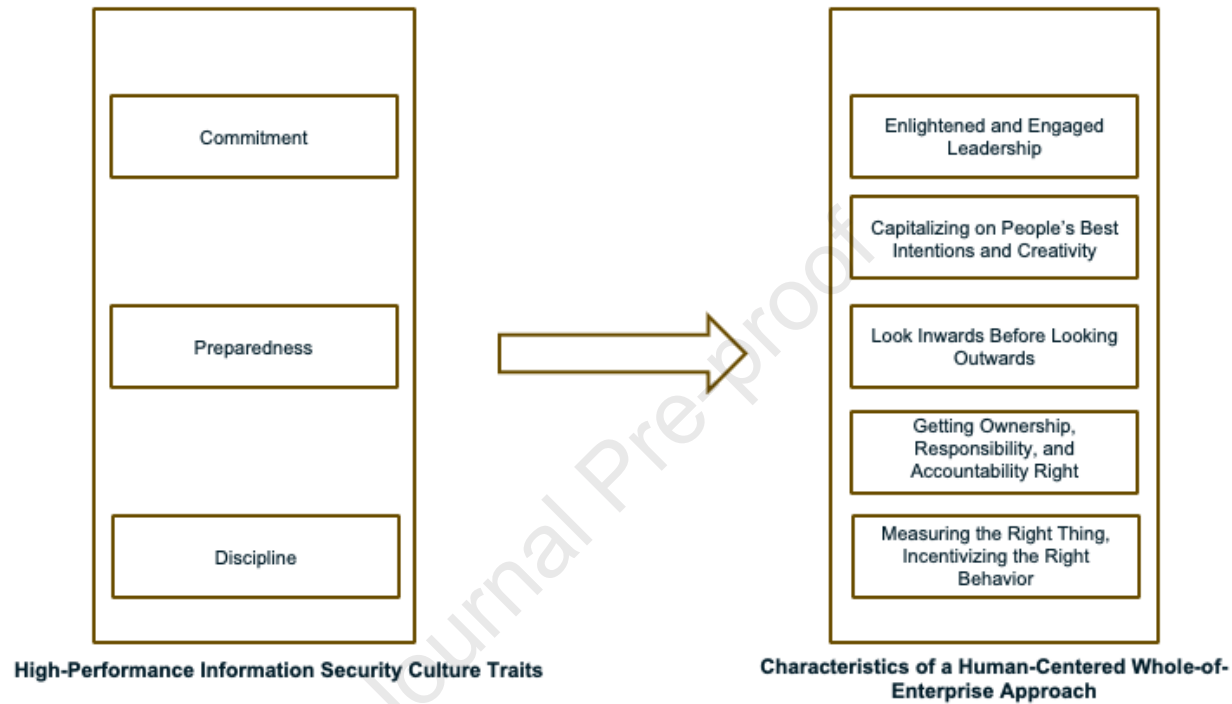 Commitment
Preparedness
Discipline
High-Performance Information Security Culture Traits
Enlightened and Engaged
Leadership
Capitalizing on People's Best
Intentions and Creativity
Look Inwards Before Looking
Outwards
Getting Ownership,
Responsibility, and
Accountability Right
Measuring the Right Thing,
Incentivizing the Right
Behavior
Characteristics of a Human-Centered Whole-of-
Enterprise Approach
Journal Pre-proof